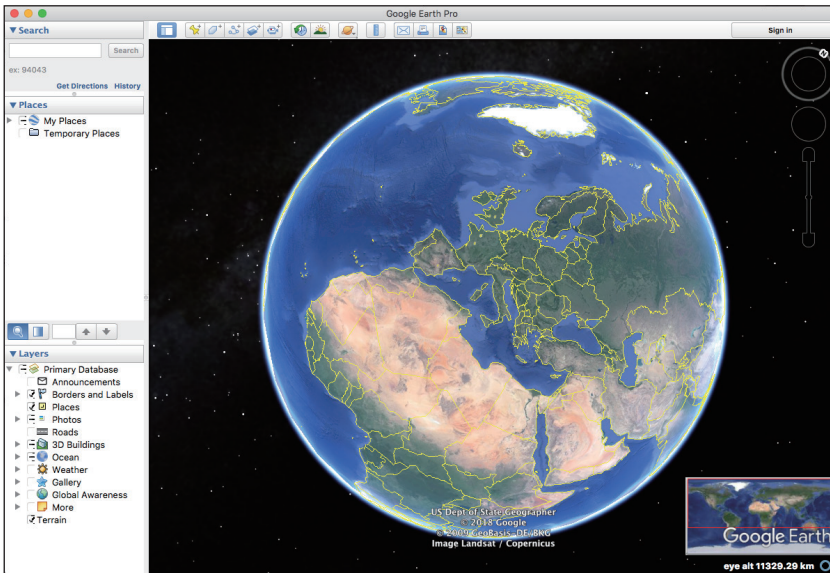 Google Earth Pro
Sign in
▼ Search
Search
ex: 94043
Get Directions History
▼ Places
My Places
Temporary Places
▼ Layers
Primary Database
Announcements
Borders and Labels
Places
Photos
Roads
3D Buildings
Ocean
Weather
Gallery
Global Awareness
More
Terrain
N
US Dept of State Geographer
© 2018 Google
© 2009 GeoBasis-DE/BKG
Image Landsat / Copernicus
Google Earth
eye alt 11329.29 km